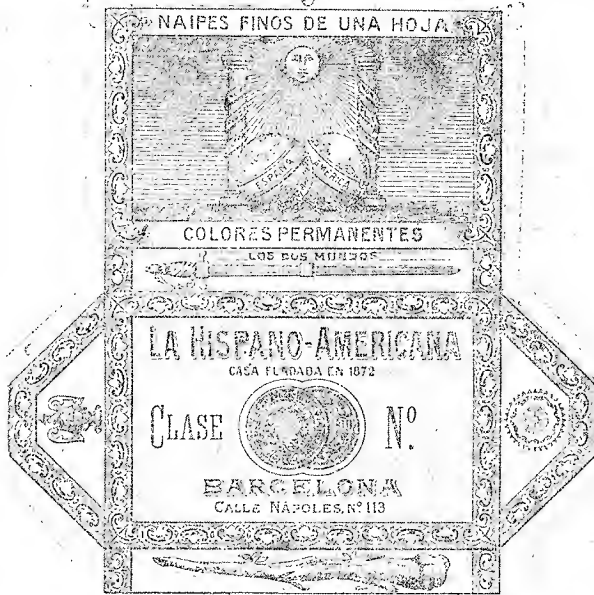 NAIPES FINOS DE UNA HOJA
ESPAÑA AMERICA
COLORES PERMANENTES
LOS DOS MUNDOS
LA HISPANO-AMERICANA
CASA FUNDADA EN 1872
CLASE Nº
BARCELONA
CALLE NÁPOLES, Nº 113